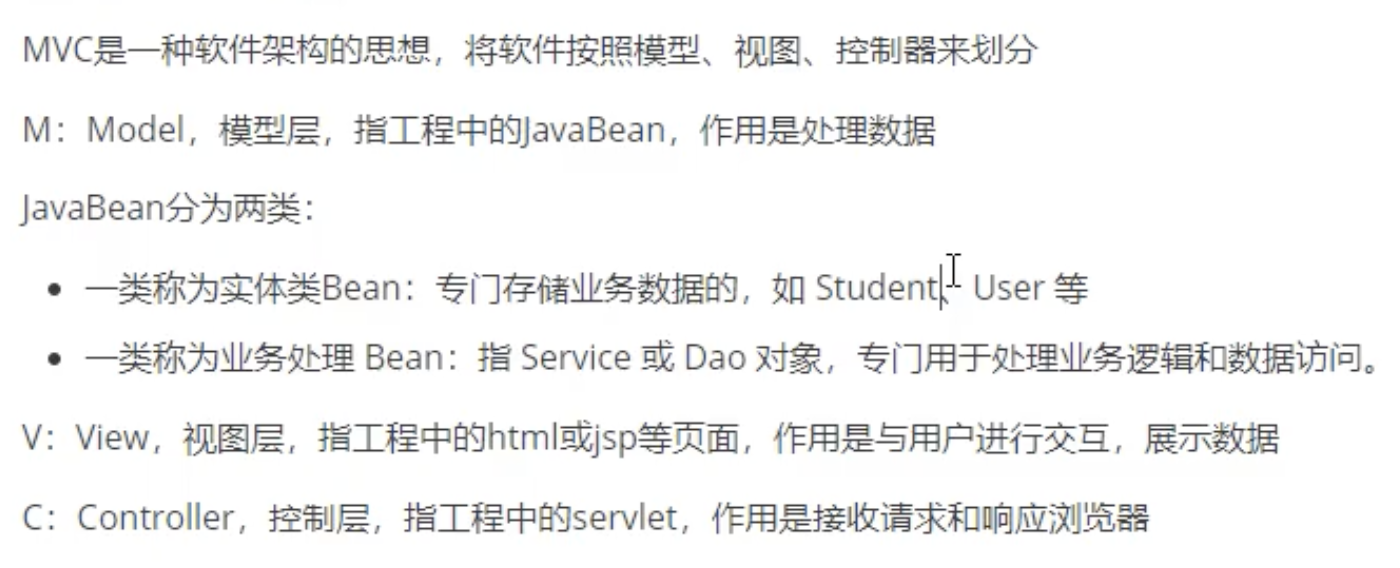 MVC是一种软件架构的思想，将软件按照模型、视图、控制器来划分
M：Model，模型层，指工程中的JavaBean，作用是处理数据
JavaBean分为两类：
一类称为实体类Bean：专门存储业务数据的，如 Student、 User 等
一类称为业务处理 Bean：指 Service 或 Dao 对象，专门用于处理业务逻辑和数据访问。
V：View，视图层，指工程中的html或jsp等页面，作用是与用户进行交互，展示数据
C：Controller，控制层，指工程中的servlet，作用是接收请求和响应浏览器